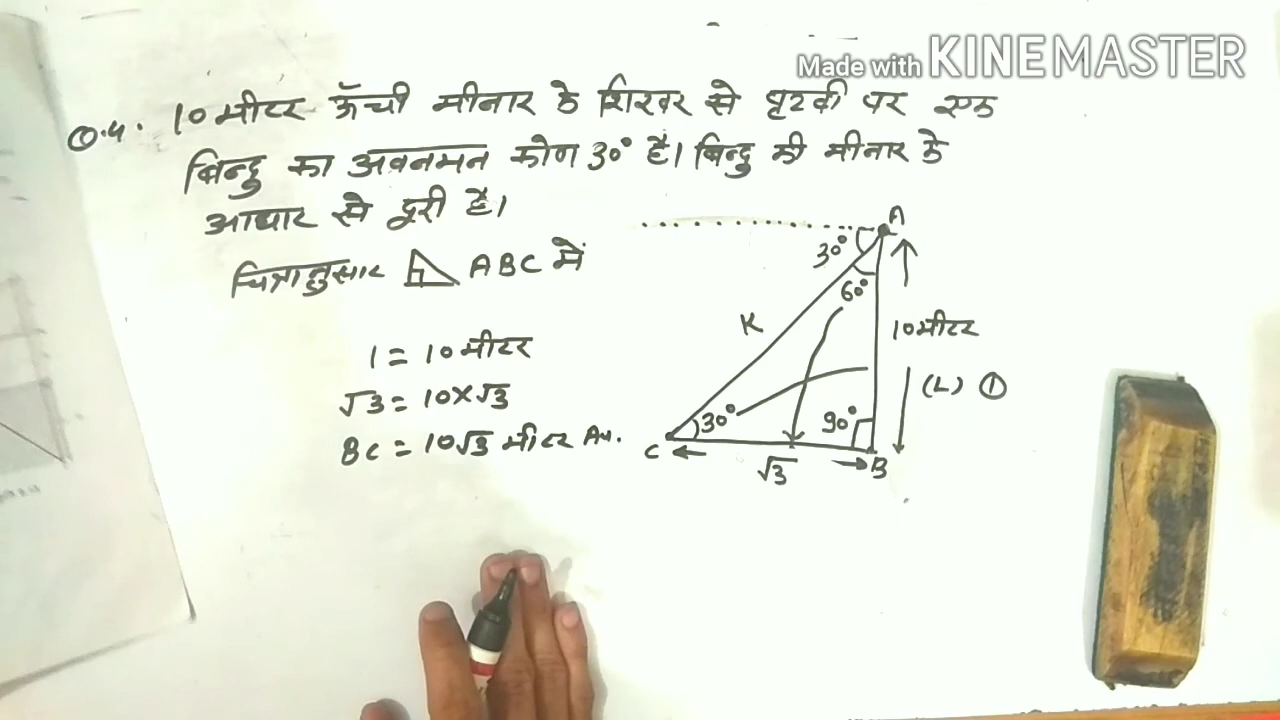 Made with KINEMASTER
Q.4. 10 मीटर ऊँची मीनार के शिखर से पृटवी पर एक
बिन्दु का अवनमन कोण 30° है। बिन्दु की मीनार के
आधार से दूरी है।
चित्रानुसार ABC में
1 = 10 मीटर
√3 = 10×√3
BC = 10√3 मीटर An.
A
30°
60°
K
10 मीटर
(L) 1
30°
90°
C
√3
B